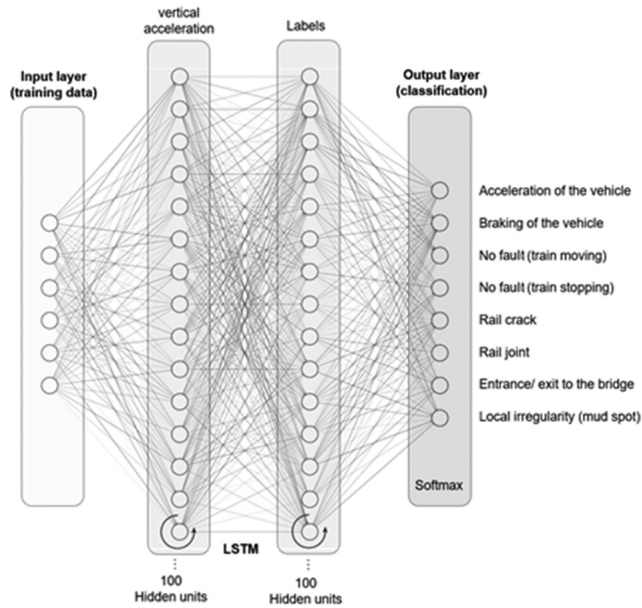 vertical
acceleration
Labels
Input layer
(training data)
Output layer
(classification)
Acceleration of the vehicle
Braking of the vehicle
No fault (train moving)
No fault (train stopping)
Rail crack
Rail joint
Entrance/ exit to the bridge
Local irregularity (mud spot)
Softmax
LSTM
100
Hidden units
100
Hidden units